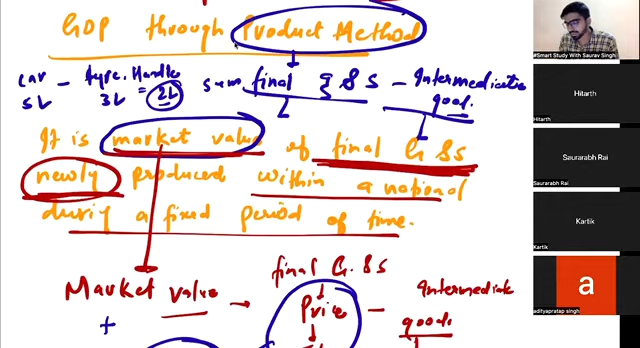 GDP through Product Method
car - tyre. Handle sum final G & S - Intermediate
5L 3L = 2L good.
It is market value of final G & Ss
newly produced within a national
during a fixed period of time.
final G. & S
Market value → Price - Intermediate
+ goods
#Smart Study With Saurav Singh
Hitarth
Hitarth
Saurarabh Rai
Saurarabh Rai
Kartik
Kartik
a
adityapratap singh